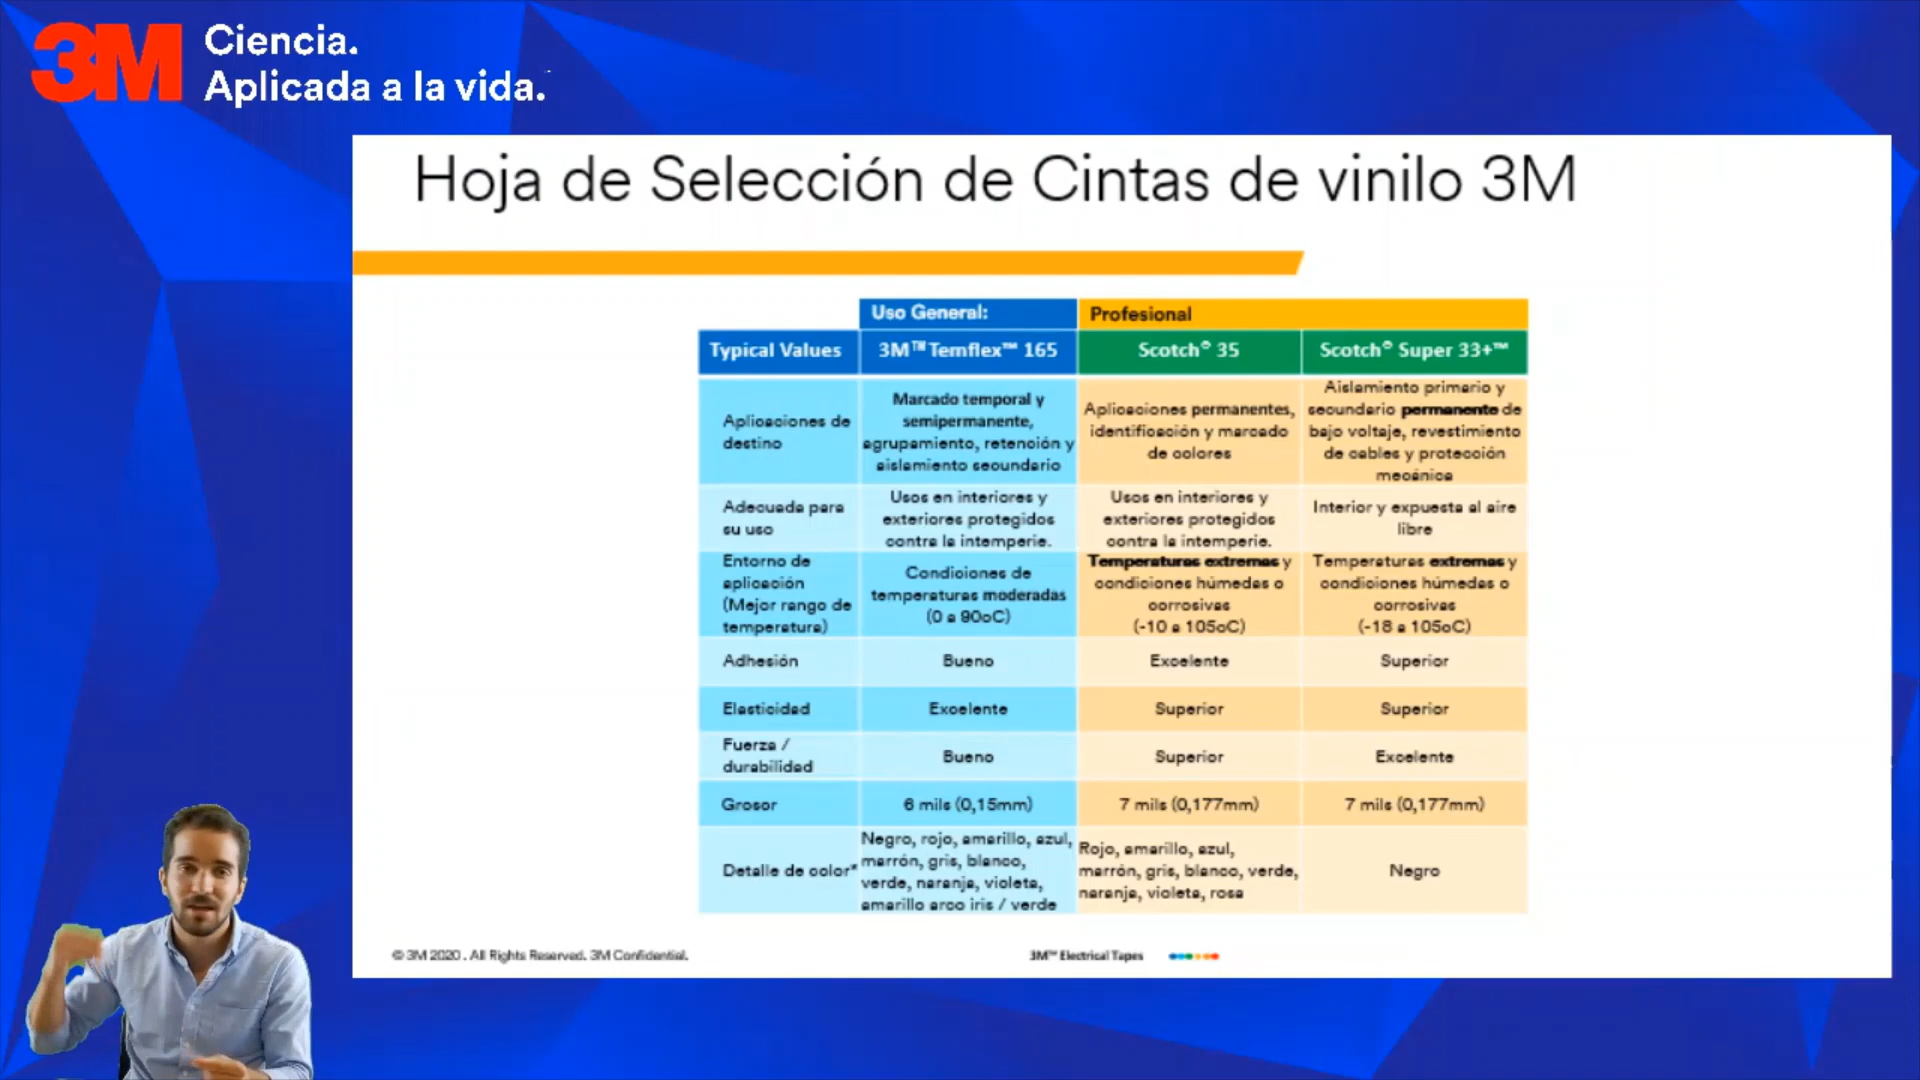 3M Ciencia.
Aplicada a la vida.
Hoja de Selección de Cintas de vinilo 3M
Uso General:
Profesional
Typical Values
3M™ Temflex™ 165
Scotch® 35
Scotch® Super 33+™
Aplicaciones de
destino
Marcado temporal y
semipermanente,
agrupamiento, retención y
aislamiento secundario
Aplicaciones permanentes,
identificación y marcado
de colores
Aislamiento primario y
secundario permanente de
bajo voltaje, revestimiento
de cables y protección
mecánica
Adecuada para
su uso
Usos en interiores y
exteriores protegidos
contra la intemperie.
Usos en interiores y
exteriores protegidos
contra la intemperie.
Interior y expuesta al aire
libre
Entorno de
aplicación
(Mejor rango de
temperatura)
Condiciones de
temperaturas moderadas
(0 a 90oC)
Temperaturas extremas y
condiciones húmedas o
corrosivas
(-10 a 105oC)
Temperaturas extremas y
condiciones húmedas o
corrosivas
(-18 a 105oC)
Adhesión
Bueno
Excelente
Superior
Elasticidad
Excelente
Superior
Superior
Fuerza /
durabilidad
Bueno
Superior
Excelente
Grosor
6 mils (0,15mm)
7 mils (0,177mm)
7 mils (0,177mm)
Detalle de color*
Negro, rojo, amarillo, azul,
marrón, gris, blanco,
verde, naranja, violeta,
amarillo arco iris / verde
Rojo, amarillo, azul,
marrón, gris, blanco, verde,
naranja, violeta, rosa
Negro
© 3M 2020 . All Rights Reserved. 3M Confidential.
3M™ Electrical Tapes